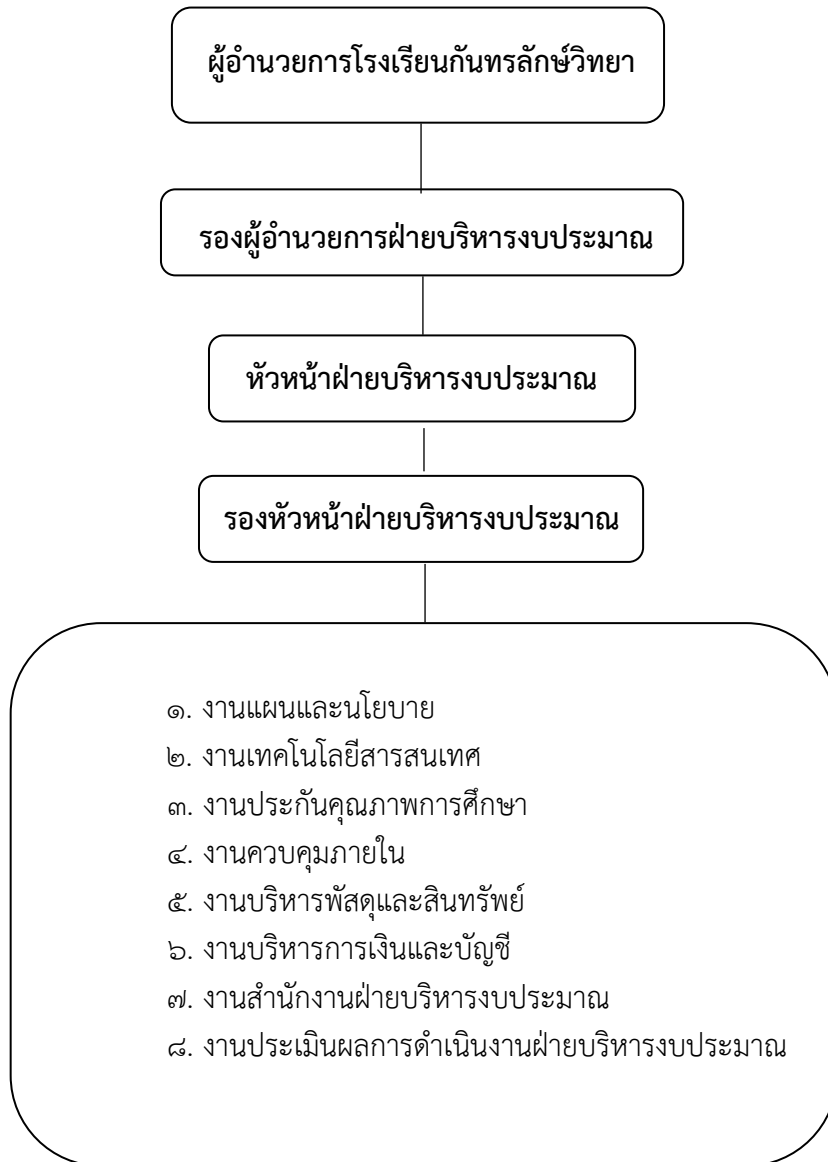 ผู้อำนวยการโรงเรียนกันทรลักษ์วิทยา
รองผู้อำนวยการฝ่ายบริหารงบประมาณ
หัวหน้าฝ่ายบริหารงบประมาณ
รองหัวหน้าฝ่ายบริหารงบประมาณ
๑. งานแผนและนโยบาย
๒. งานเทคโนโลยีสารสนเทศ
๓. งานประกันคุณภาพการศึกษา
๔. งานควบคุมภายใน
๕. งานบริหารพัสดุและสินทรัพย์
๖. งานบริหารการเงินและบัญชี
๗. งานสำนักงานฝ่ายบริหารงบประมาณ
๘. งานประเมินผลการดำเนินงานฝ่ายบริหารงบประมาณ